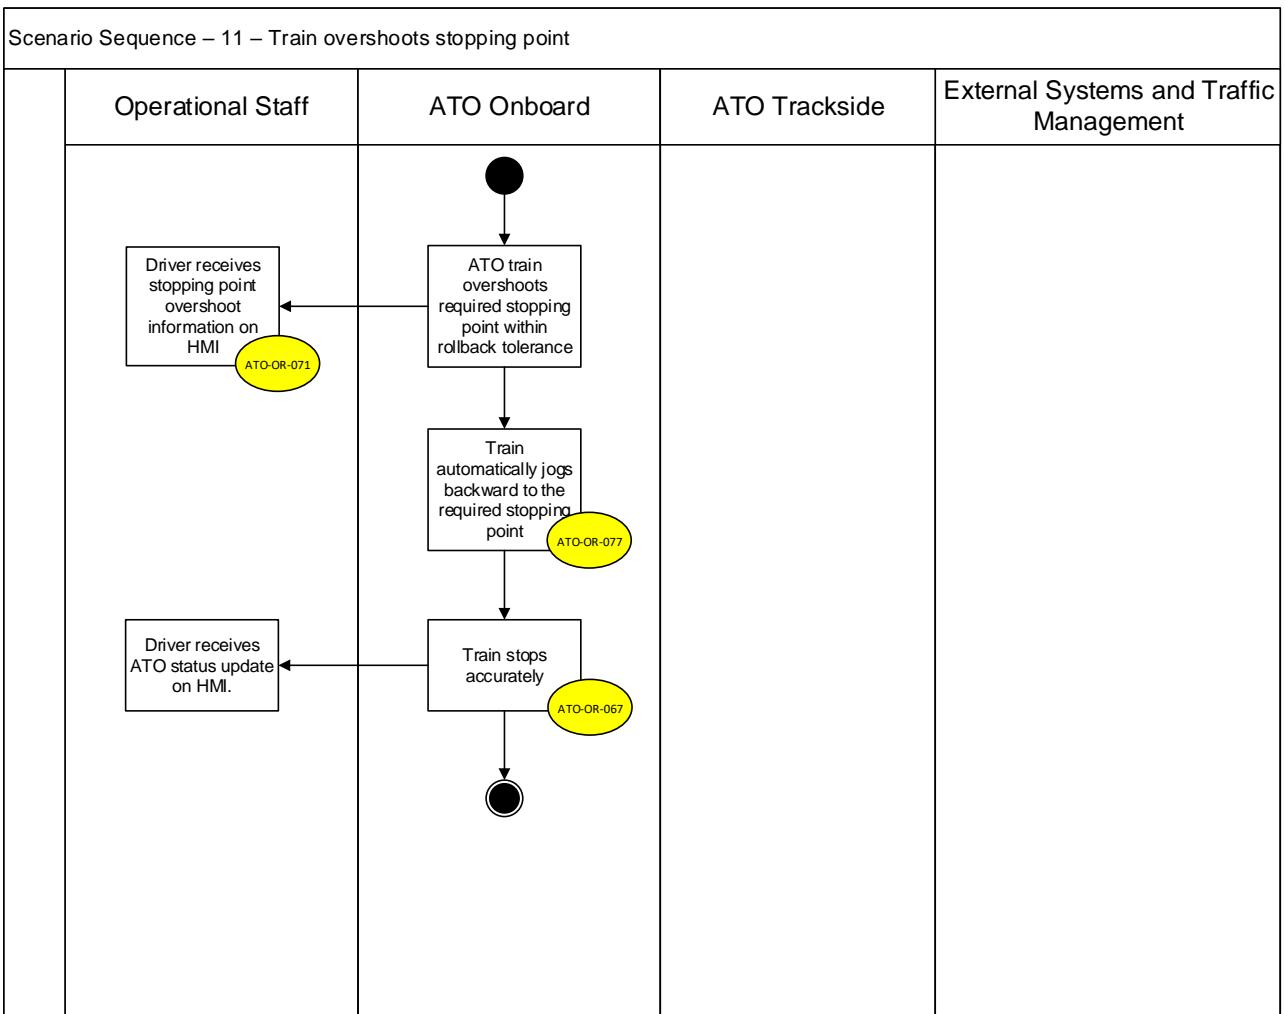 Scenario Sequence – 11 – Train overshoots stopping point
Operational Staff
ATO Onboard
ATO Trackside
External Systems and Traffic
Management
Driver receives
stopping point
overshoot
information on
HMI
ATO-OR-071
ATO train
overshoots
required stopping
point within
rollback tolerance
Train
automatically jogs
backward to the
required stopping
point
ATO-OR-077
Driver receives
ATO status update
on HMI.
Train stops
accurately
ATO-OR-067